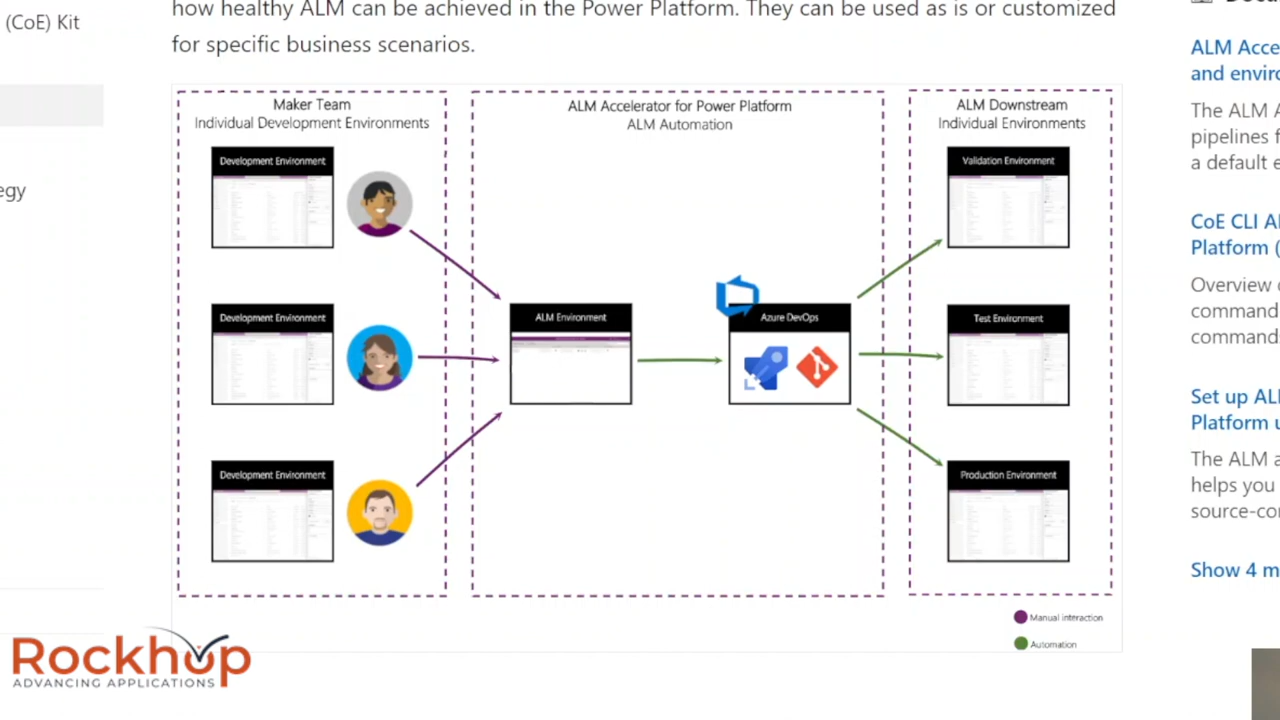 (CoE) Kit
how healthy ALM can be achieved in the Power Platform. They can be used as is or customized
for specific business scenarios.
egy
Maker Team
Individual Development Environments
Development Environment
Development Environment
Development Environment
ALM Accelerator for Power Platform
ALM Automation
ALM Environment
Azure DevOps
ALM Downstream
Individual Environments
Validation Environment
Test Environment
Production Environment
Manual interaction
Automation
ALM Acce
and enviro
The ALM A
pipelines f
a default e
CoE CLI Al
Platform (
Overview o
command
commands
Set up AL
Platform u
The ALM a
helps you
source-co
Show 4 m
Rockhop
ADVANCING APPLICATIONS